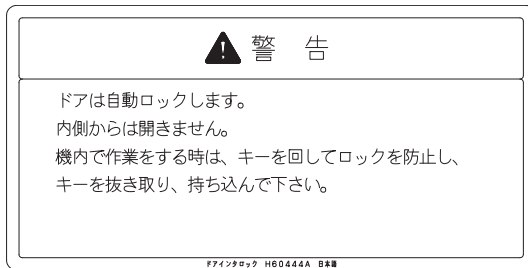 警 告
ドアは自動ロックします。
内側からは開きません。
機内で作業をする時は、キーを回してロックを防止し、
キーを抜き取り、持ち込んで下さい。
ドアインタロック H60444A 日本語